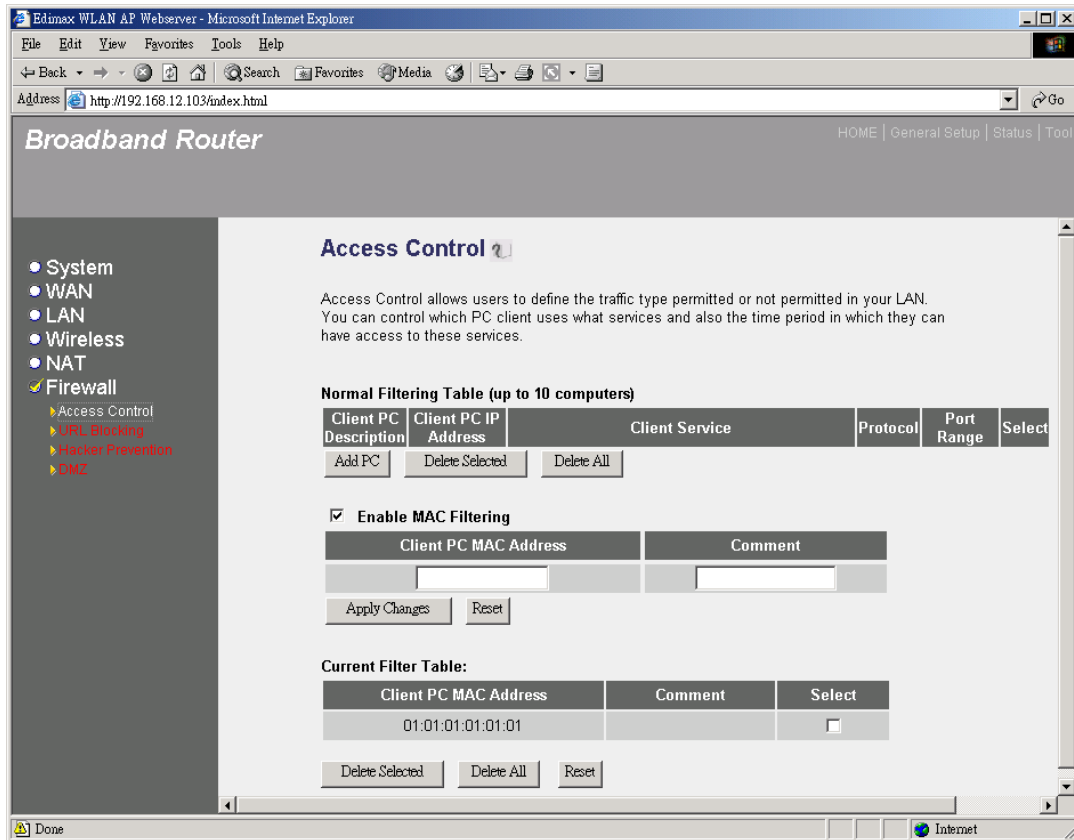 Edimax WLAN AP Webserver - Microsoft Internet Explorer
File Edit View Favorites Tools Help
Back Search Favorites Media
Address http://192.168.12.103/index.html Go
Broadband Router
HOME | General Setup | Status | Tool
System
WAN
LAN
Wireless
NAT
Firewall
Access Control
URL Blocking
Hacker Prevention
DMZ
Access Control
Access Control allows users to define the traffic type permitted or not permitted in your LAN.
You can control which PC client uses what services and also the time period in which they can
have access to these services.
Normal Filtering Table (up to 10 computers)
Client PC Description Client PC IP Address Client Service Protocol Port Range Select
Add PC Delete Selected Delete All
Enable MAC Filtering
Client PC MAC Address Comment
Apply Changes Reset
Current Filter Table:
Client PC MAC Address Comment Select
01:01:01:01:01:01
Delete Selected Delete All Reset
Done Internet